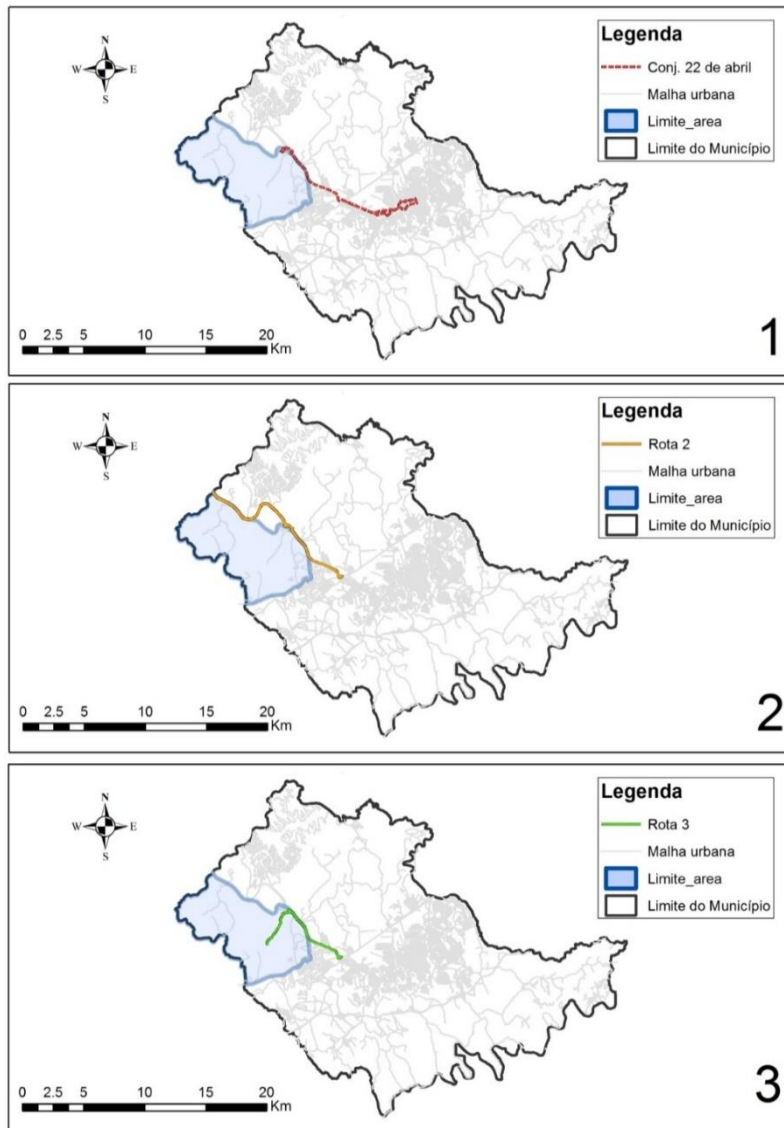 N
W E
S
Legenda
Conj. 22 de abril
Malha urbana
Limite_area
Limite do Município
0 2.5 5 10 15 20
Km
1
N
W E
S
Legenda
Rota 2
Malha urbana
Limite_area
Limite do Município
0 2.5 5 10 15 20
Km
2
N
W E
S
Legenda
Rota 3
Malha urbana
Limite_area
Limite do Município
0 2.5 5 10 15 20
Km
3